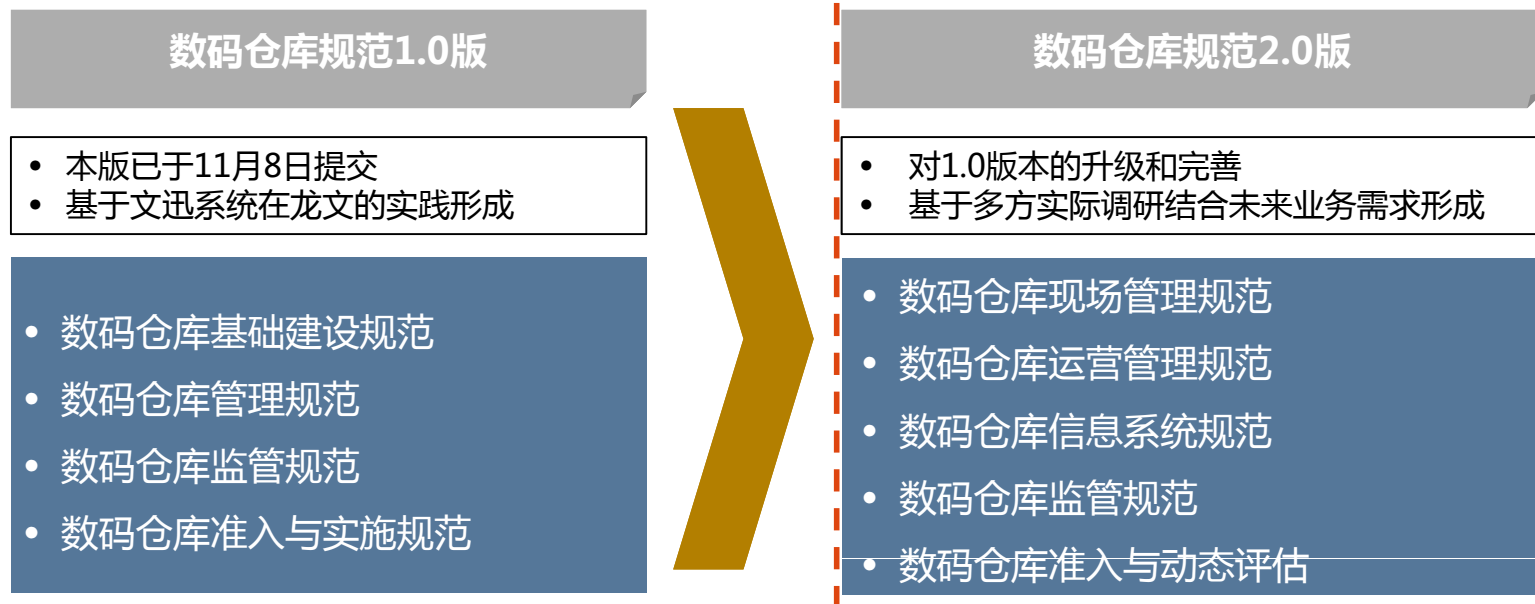 数码仓库规范1.0版
• 本版已于11月8日提交
• 基于文迅系统在龙文的实践形成
• 数码仓库基础建设规范
• 数码仓库管理规范
• 数码仓库监管规范
• 数码仓库准入与实施规范
数码仓库规范2.0版
• 对1.0版本的升级和完善
• 基于多方实际调研结合未来业务需求形成
• 数码仓库现场管理规范
• 数码仓库运营管理规范
• 数码仓库信息系统规范
• 数码仓库监管规范
• 数码仓库准入与动态评估